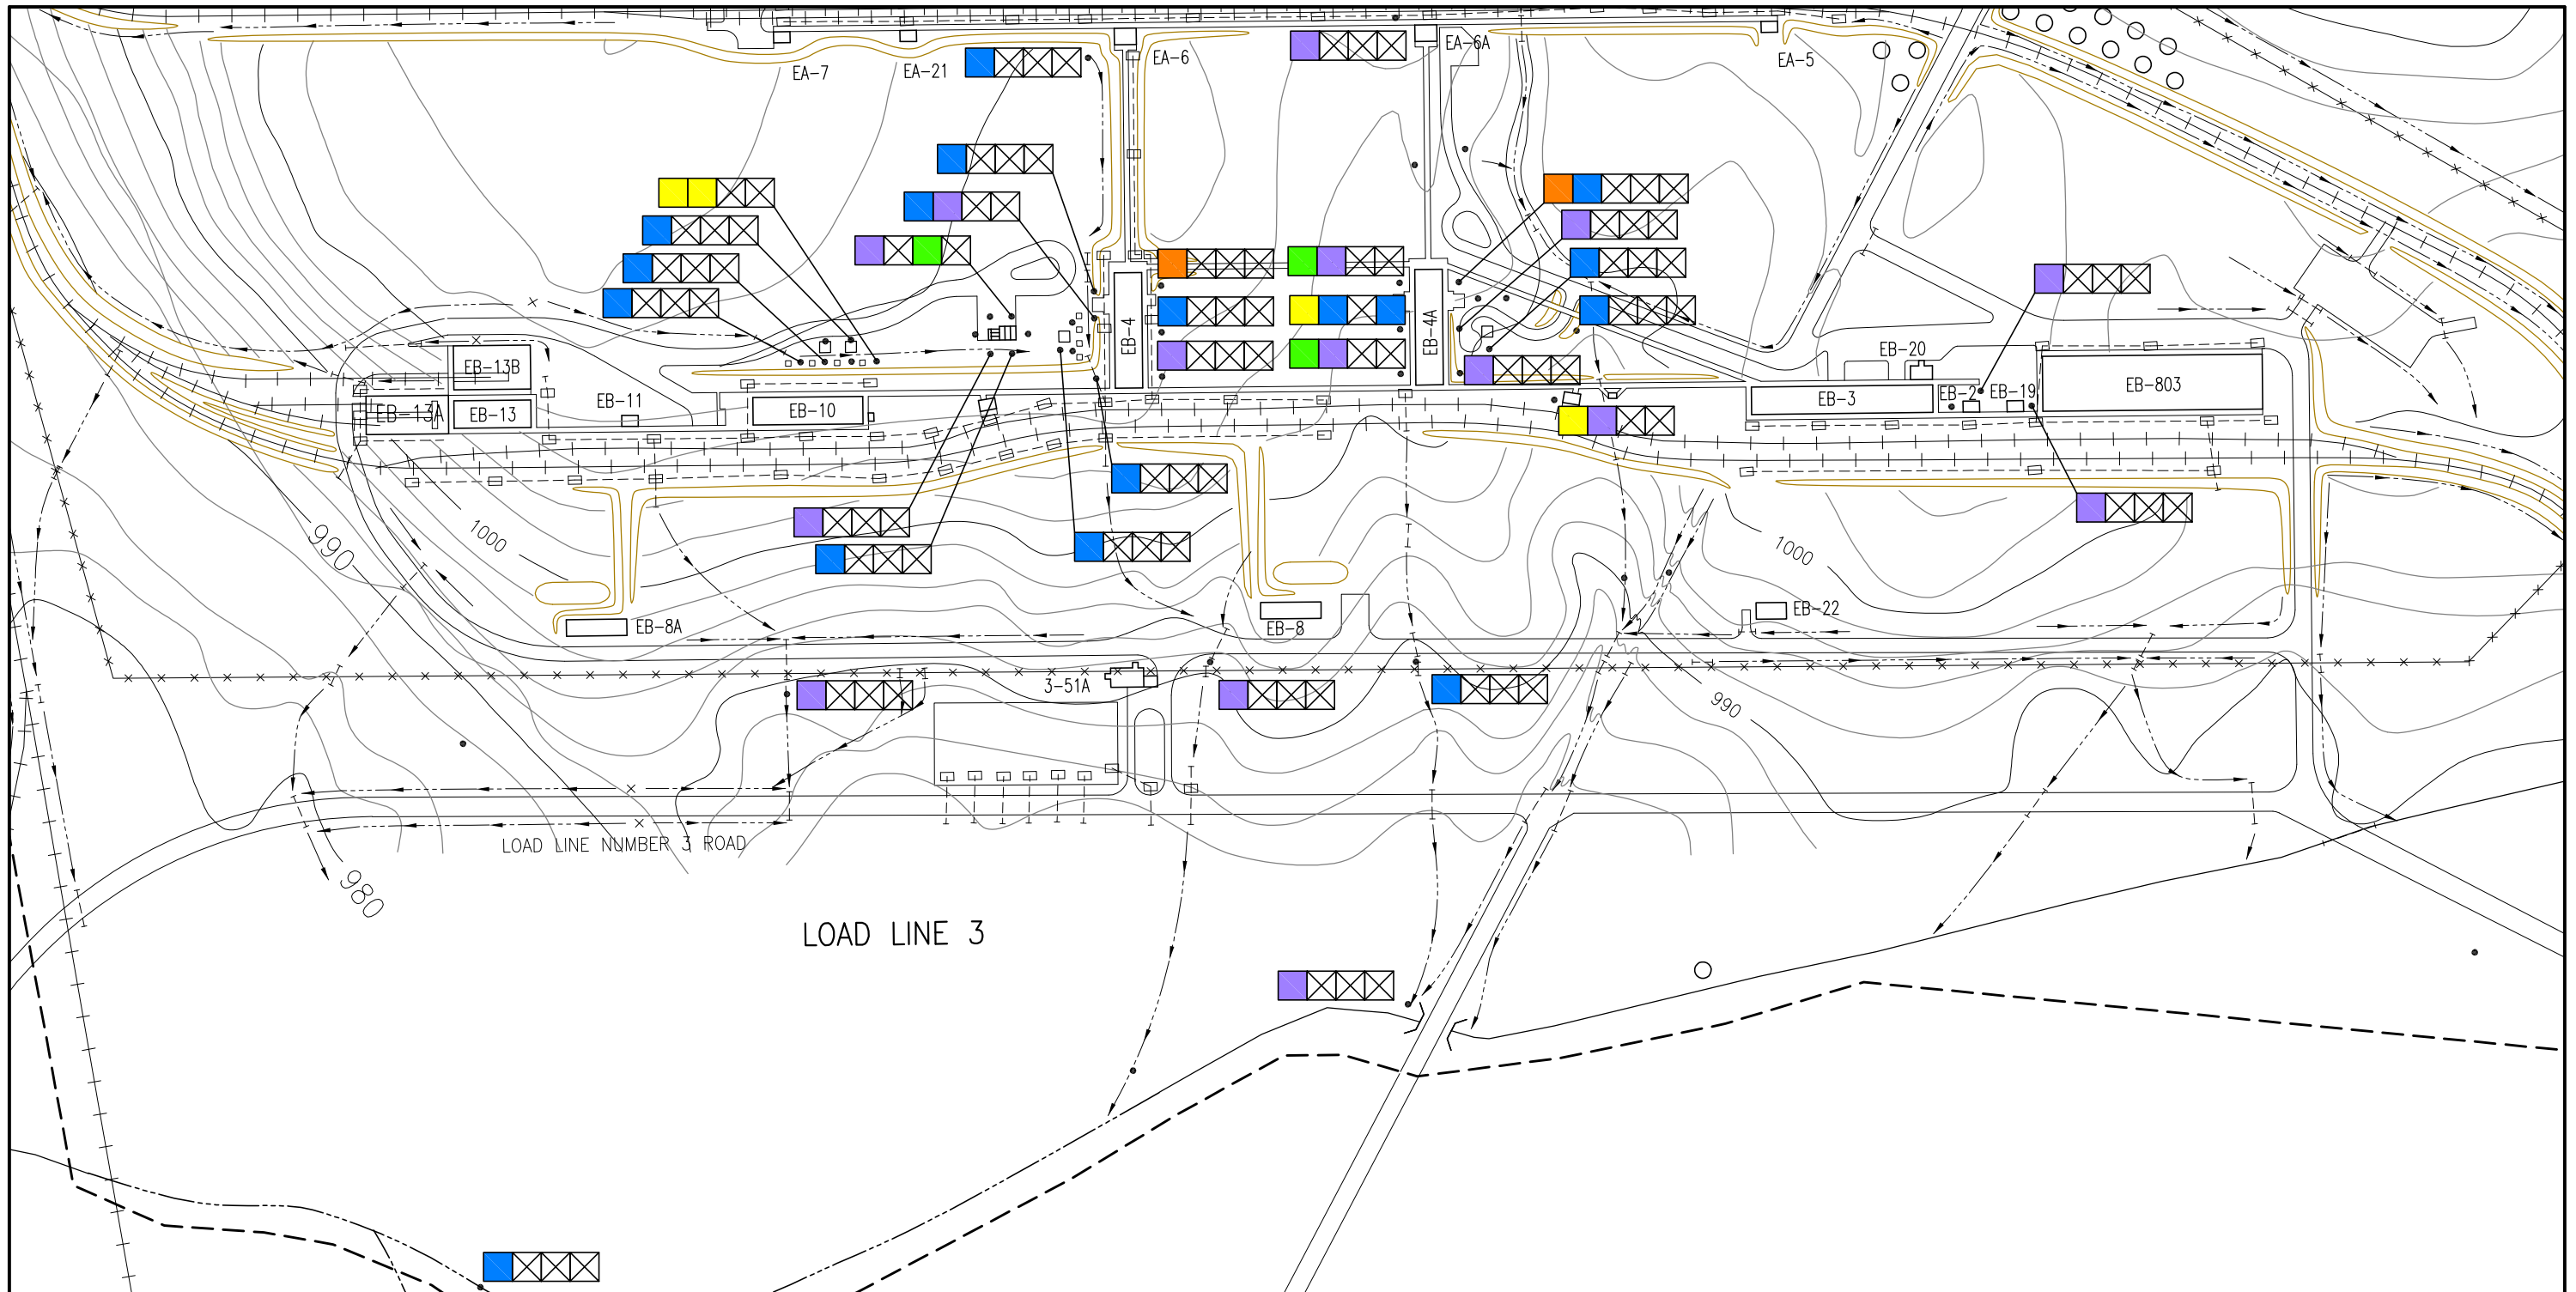 EA-7
EA-21
EA-6
EA-6A
EA-5
EB-4
EB-4A
EB-13B
EB-13A
EB-13
EB-11
EB-10
EB-20
EB-3
EB-2
EB-19
EB-803
1000
990
1000
EB-8A
EB-8
EB-22
3-51A
990
LOAD LINE NUMBER 3 ROAD
980
LOAD LINE 3